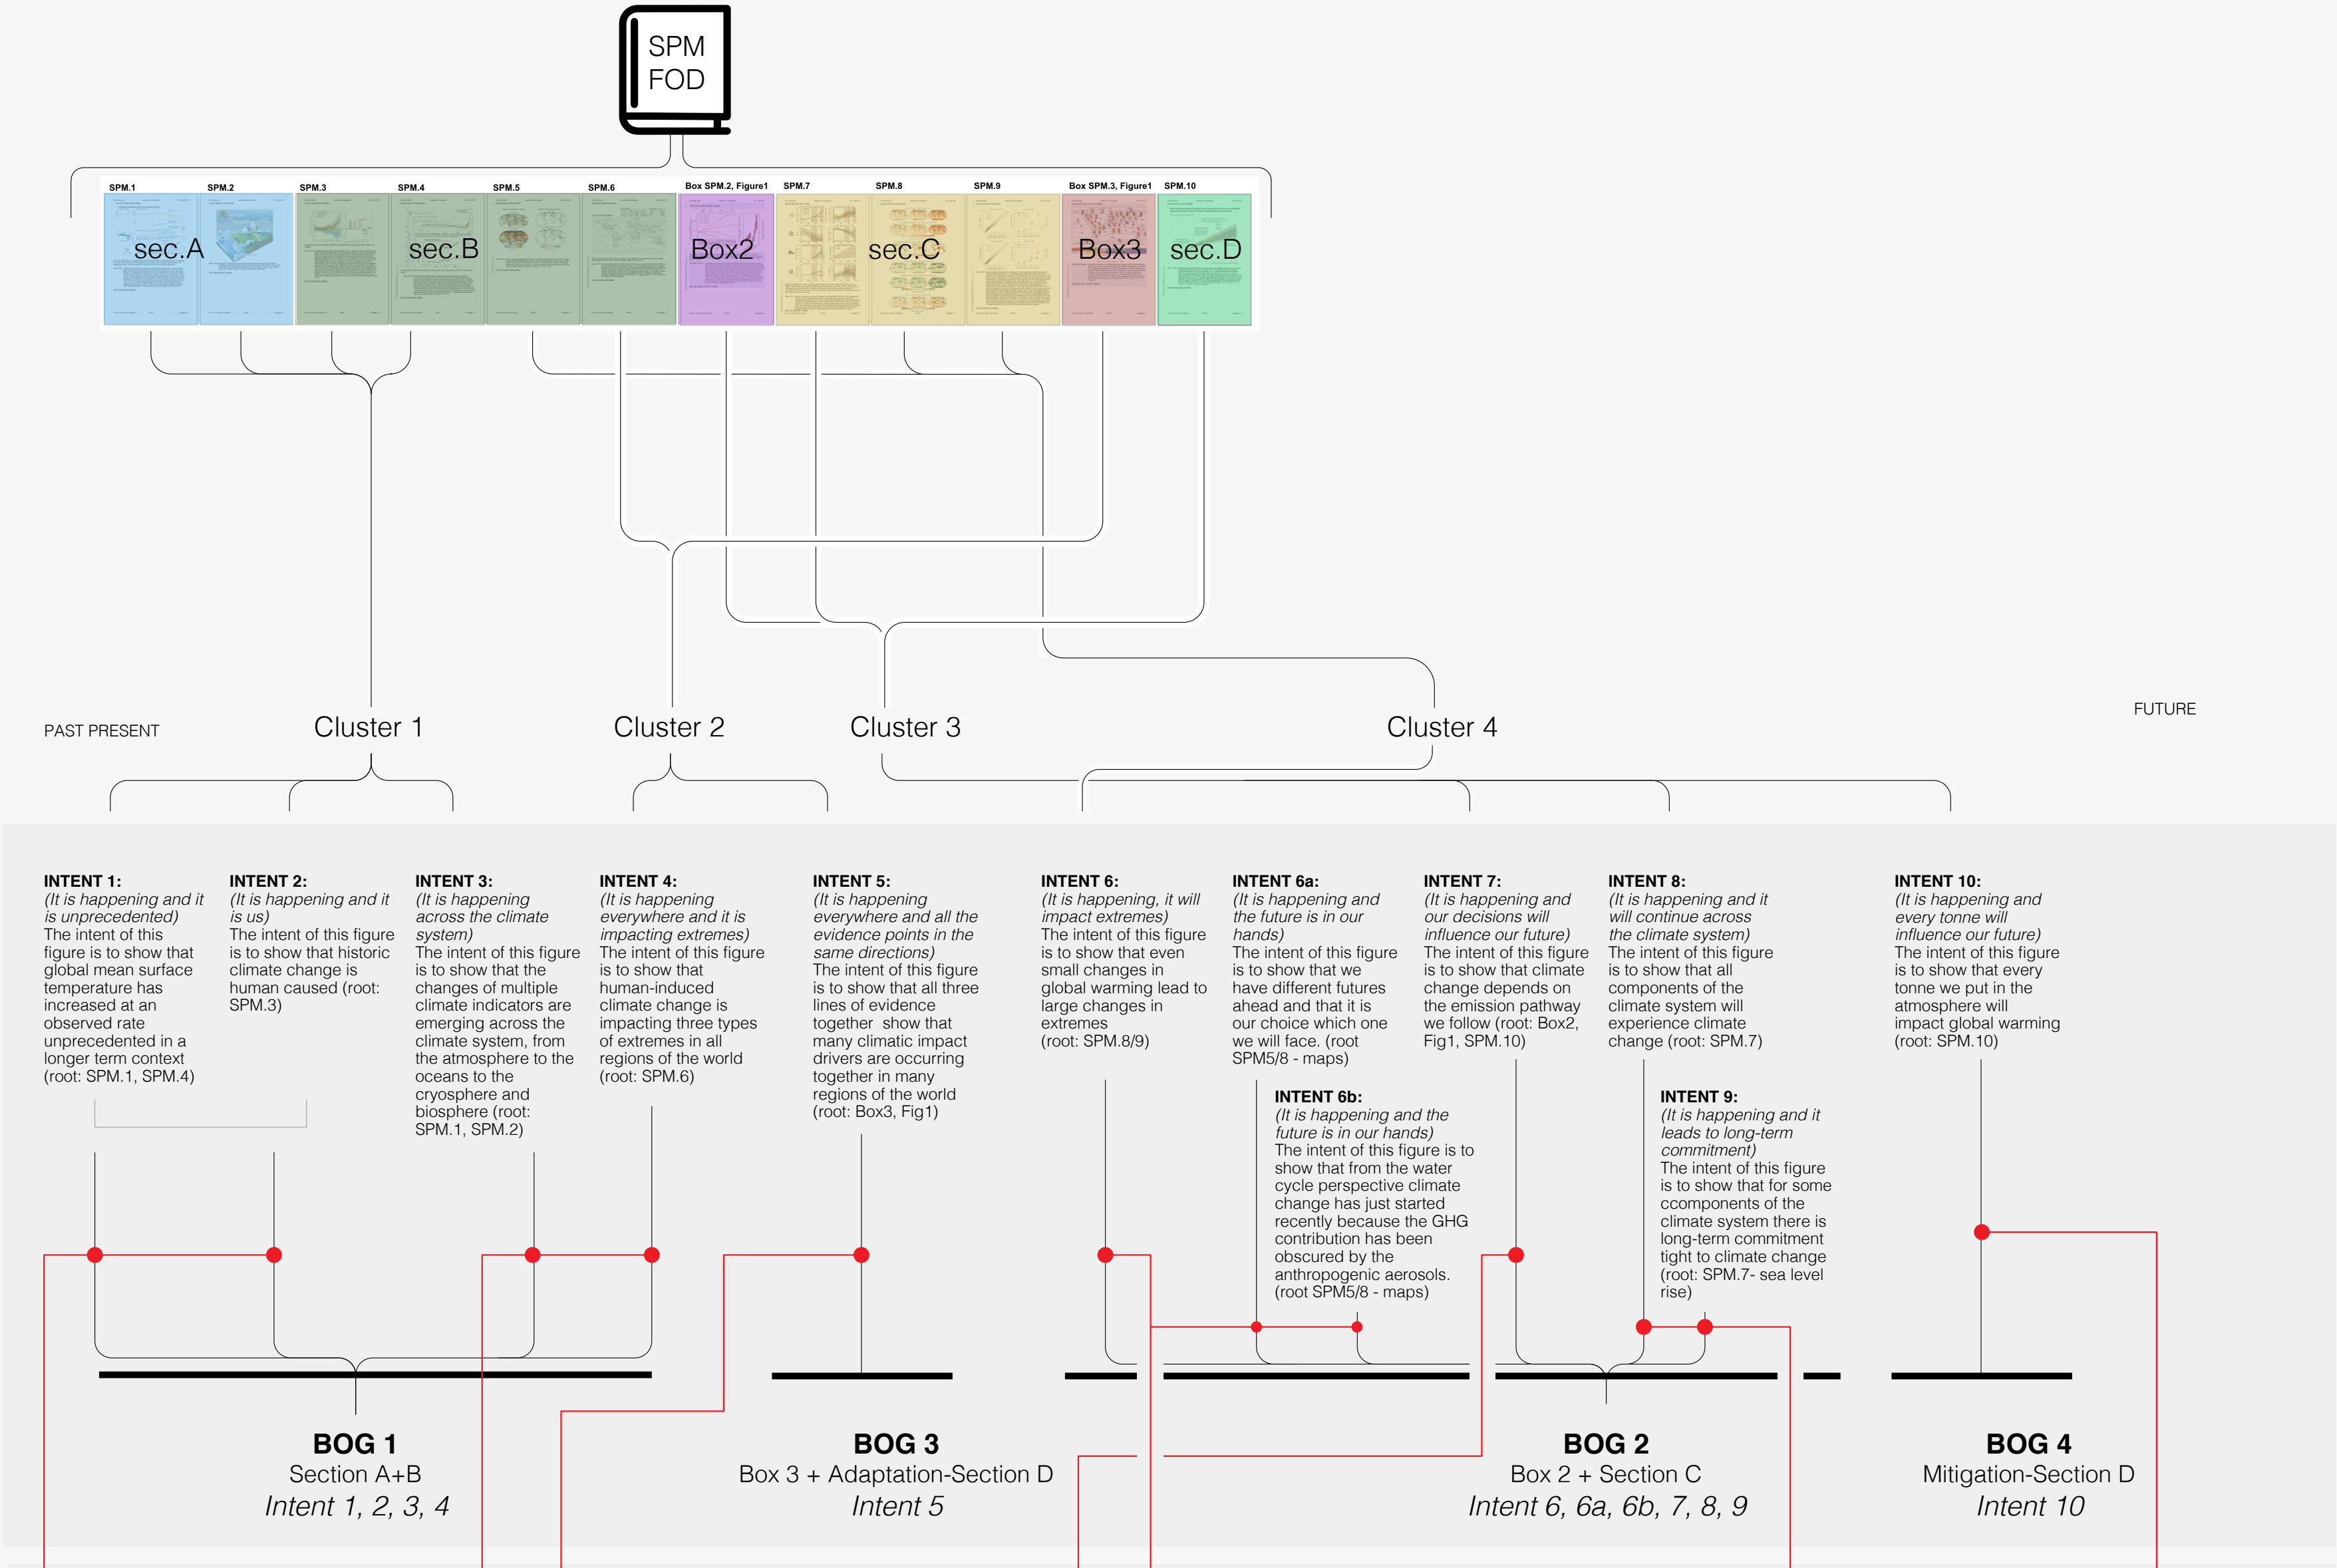 SPM
FOD
SPM.1
SPM.2
SPM.3
SPM.4
SPM.5
SPM.6
Box SPM.2, Figure1
SPM.7
SPM.8
SPM.9
Box SPM.3, Figure1
SPM.10
sec.A
sec.B
Box2
sec.C
Box3
sec.D
PAST PRESENT
Cluster 1
Cluster 2
Cluster 3
Cluster 4
FUTURE
INTENT 1:
(It is happening and it
is unprecedented)
The intent of this
figure is to show that
global mean surface
temperature has
increased at an
observed rate
unprecedented in a
longer term context
(root: SPM.1, SPM.4)
INTENT 2:
(It is happening and it
is us)
The intent of this figure
is to show that historic
climate change is
human caused (root:
SPM.3)
INTENT 3:
(It is happening
across the climate
system)
The intent of this figure
is to show that the
changes of multiple
climate indicators are
emerging across the
climate system, from
the atmosphere to the
oceans to the
cryosphere and
biosphere (root:
SPM.1, SPM.2)
INTENT 4:
(It is happening
everywhere and it is
impacting extremes)
The intent of this figure
is to show that
human-induced
climate change is
impacting three types
of extremes in all
regions of the world
(root: SPM.6)
INTENT 5:
(It is happening
everywhere and all the
evidence points in the
same directions)
The intent of this figure
is to show that all three
lines of evidence
together show that
many climatic impact
drivers are occurring
together in many
regions of the world
(root: Box3, Fig1)
INTENT 6:
(It is happening, it will
impact extremes)
The intent of this figure
is to show that even
small changes in
global warming lead to
large changes in
extremes
(root: SPM.8/9)
INTENT 6a:
(It is happening and
the future is in our
hands)
The intent of this figure
is to show that we
have different futures
ahead and that it is
our choice which one
we will face. (root
SPM5/8 - maps)
INTENT 6b:
(It is happening and the
future is in our hands)
The intent of this figure is to
show that from the water
cycle perspective climate
change has just started
recently because the GHG
contribution has been
obscured by the
anthropogenic aerosols.
(root SPM5/8 - maps)
INTENT 7:
(It is happening and
our decisions will
influence our future)
The intent of this figure
is to show that climate
change depends on
the emission pathway
we follow (root: Box2,
Fig1, SPM.10)
INTENT 8:
(It is happening and it
will continue across
the climate system)
The intent of this figure
is to show that all
components of the
climate system will
experience climate
change (root: SPM.7)
INTENT 9:
(It is happening and it
leads to long-term
commitment)
The intent of this figure
is to show that for some
ccomponents of the
climate system there is
long-term commitment
tight to climate change
(root: SPM.7- sea level
rise)
INTENT 10:
(It is happening and
every tonne will
influence our future)
The intent of this figure
is to show that every
tonne we put in the
atmosphere will
impact global warming
(root: SPM.10)
BOG 1
Section A+B
Intent 1, 2, 3, 4
BOG 3
Box 3 + Adaptation-Section D
Intent 5
BOG 2
Box 2 + Section C
Intent 6, 6a, 6b, 7, 8, 9
BOG 4
Mitigation-Section D
Intent 10